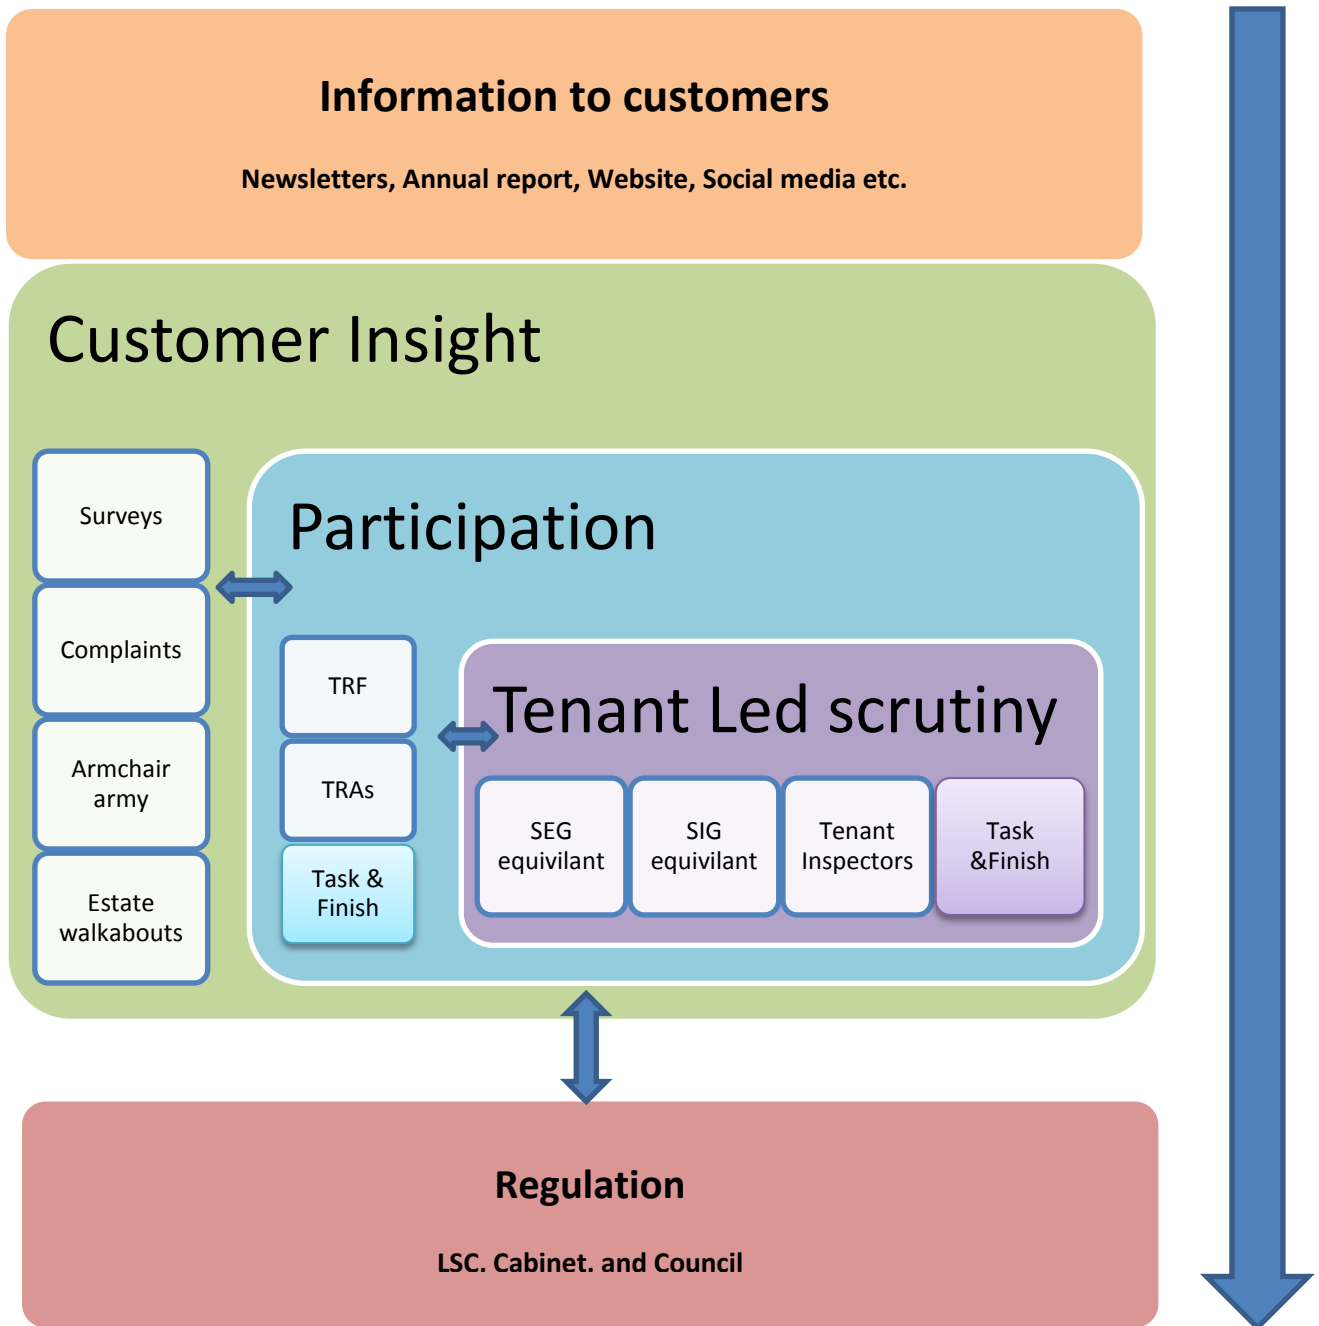 Information to customers
Newsletters, Annual report, Website, Social media etc.
Customer Insight
Surveys
Complaints
Armchair
army
Estate
walkabouts
Participation
TRF
TRAs
Task &
Finish
Tenant Led scrutiny
SEG
equivilant
SIG
equivilant
Tenant
Inspectors
Task
&Finish
Regulation
LSC, Cabinet, and Council